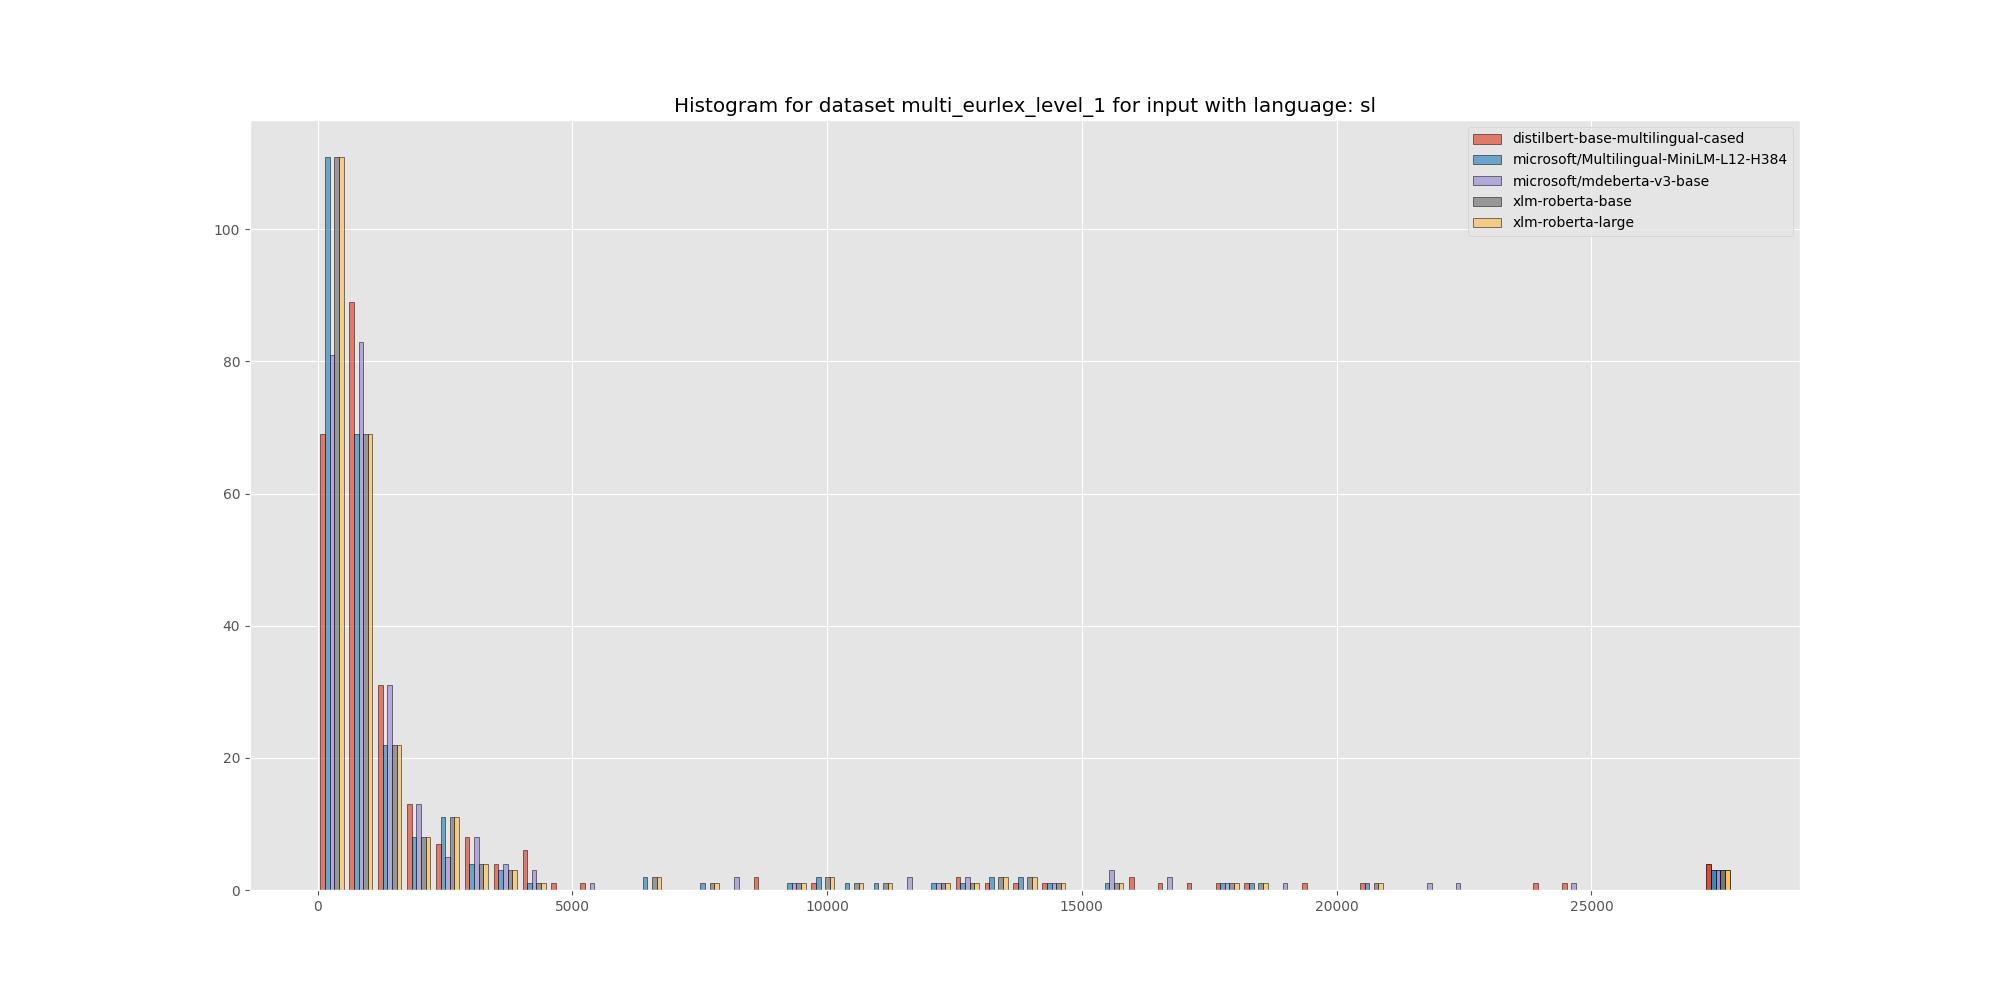 Histogram for dataset multi_eurlex_level_1 for input with language: sl
distilbert-base-multilingual-cased
microsoft/Multilingual-MiniLM-L12-H384
microsoft/mdeberta-v3-base
xlm-roberta-base
xlm-roberta-large
100
80
60
40
20
0
0 5000 10000 15000 20000 25000